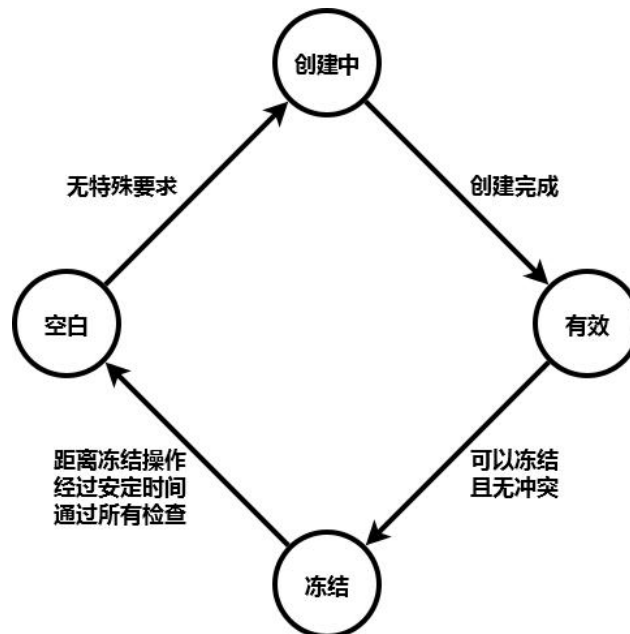 创建中
无特殊要求
创建完成
空白
有效
距离冻结操作
经过安定时间
通过所有检查
可以冻结
且无冲突
冻结